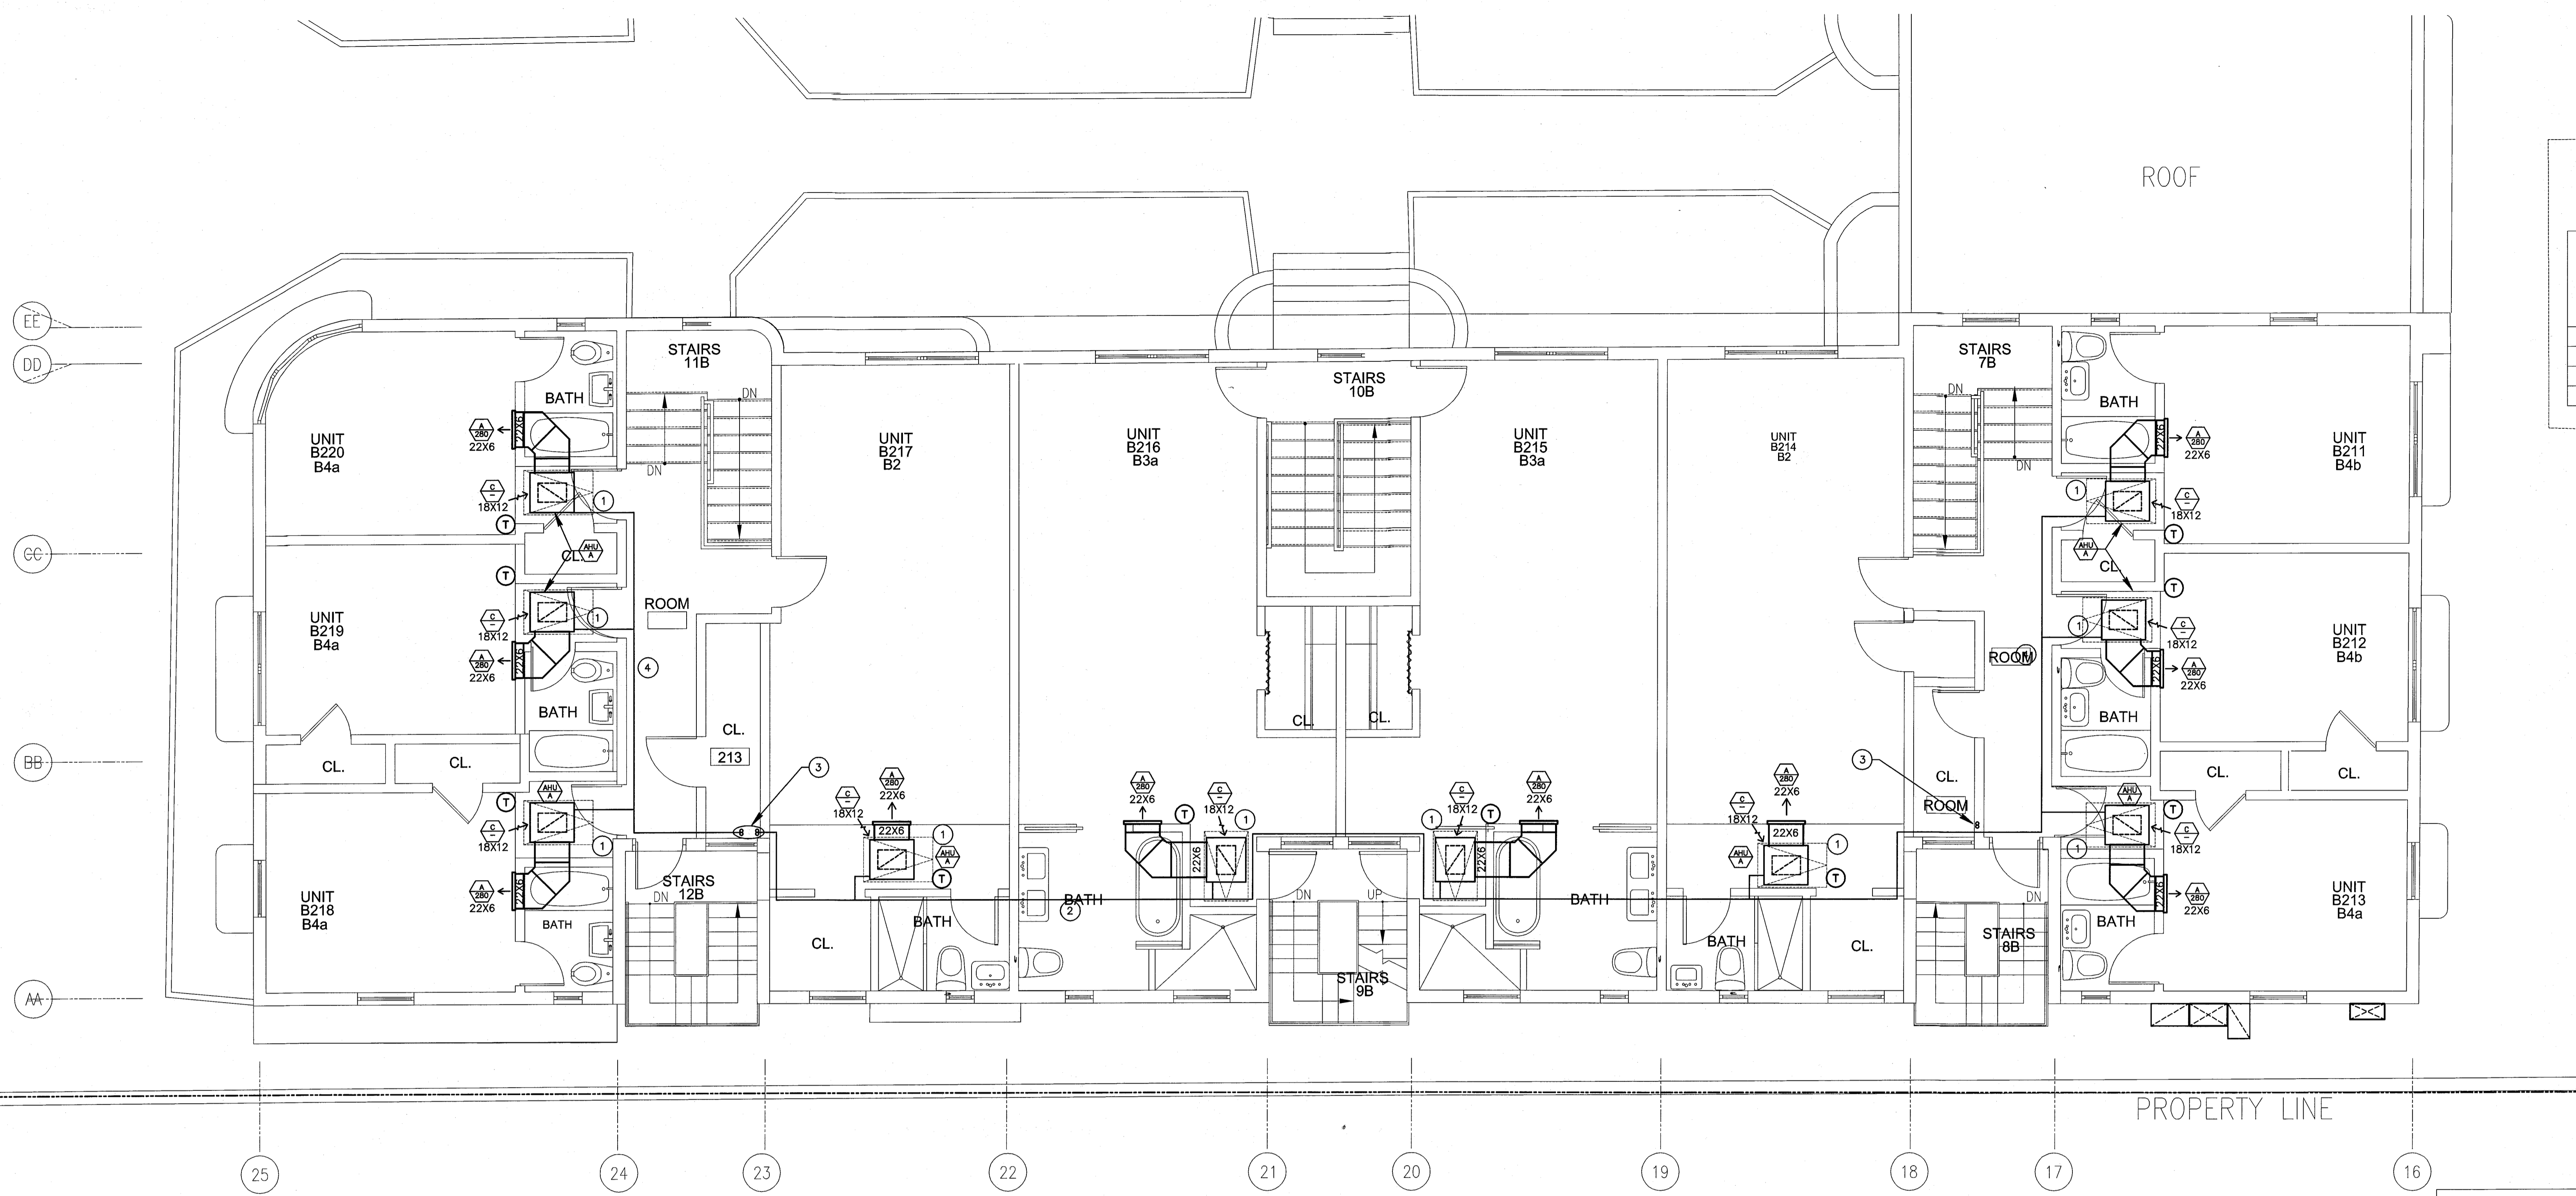 ROOF
EE
DD
CC
BB
AA
STAIRS
11B
DN
DN
BATH
UNIT
B220
B4a
A
280
22X6
22X6
C
-
18X12
1
T
AHU
A
CL.
T
UNIT
B219
B4a
C
-
18X12
1
A
280
22X6
22X6
BATH
ROOM
4
CL.
CL.
CL.
213
3
T
AHU
A
C
-
18X12
1
A
280
22X6
22X6
BATH
UNIT
B218
B4a
STAIRS
12B
DN
UNIT
B217
B2
C
-
18X12
A
280
22X6
22X6
1
AHU
A
T
CL.
BATH
UNIT
B216
B3a
A
280
22X6
T
C
-
18X12
1
22X6
BATH
2
STAIRS
10B
CL.
CL.
DN
UP
STAIRS
9B
UNIT
B215
B3a
1
C
-
18X12
T
A
280
22X6
22X6
BATH
UNIT
B214
B2
C
-
18X12
A
280
22X6
22X6
1
AHU
A
T
BATH
CL.
STAIRS
7B
DN
DN
ROOM
3
CL.
ROOM
STAIRS
8B
DN
BATH
A
280
22X6
22X6
UNIT
B211
B4b
1
C
-
18X12
T
AHU
A
CL.
T
1
C
-
18X12
A
280
22X6
22X6
UNIT
B212
B4b
BATH
CL.
CL.
AHU
A
T
C
-
18X12
1
A
280
22X6
22X6
BATH
UNIT
B213
B4a
PROPERTY LINE
25
24
23
22
21
20
19
18
17
16